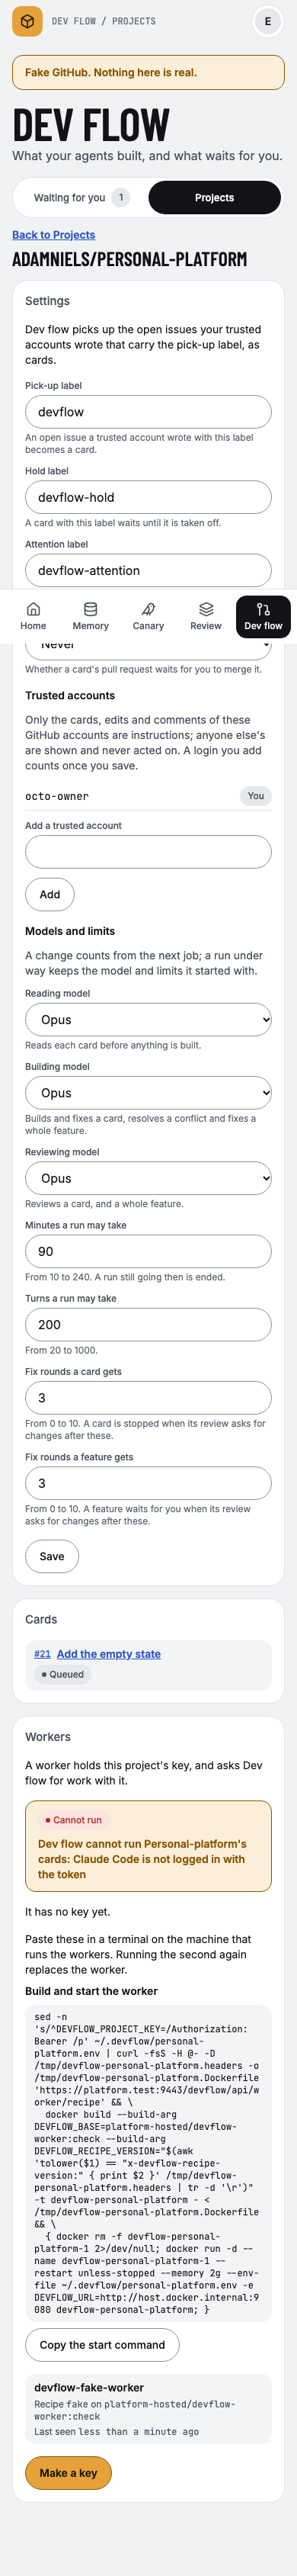 DEV FLOW / PROJECTS
E
Fake GitHub. Nothing here is real.
DEV FLOW
What your agents built, and what waits for you.
Waiting for you 1
Projects
Back to Projects
ADAMNIELS/PERSONAL-PLATFORM
Settings
Dev flow picks up the open issues your trusted
accounts wrote that carry the pick-up label, as
cards.
Pick-up label
devflow
An open issue a trusted account wrote with this label
becomes a card.
Hold label
devflow-hold
A card with this label waits until it is taken off.
Attention label
devflow-attention
Home
Memory
Canary
Review
Dev flow
Never
Whether a card's pull request waits for you to merge it.
Trusted accounts
Only the cards, edits and comments of these
GitHub accounts are instructions; anyone else's
are shown and never acted on. A login you add
counts once you save.
octo-owner
You
Add a trusted account
Add
Models and limits
A change counts from the next job; a run under
way keeps the model and limits it started with.
Reading model
Opus
Reads each card before anything is built.
Building model
Opus
Builds and fixes a card, resolves a conflict and fixes a
whole feature.
Reviewing model
Opus
Reviews a card, and a whole feature.
Minutes a run may take
90
From 10 to 240. A run still going then is ended.
Turns a run may take
200
From 20 to 1000.
Fix rounds a card gets
3
From 0 to 10. A card is stopped when its review asks for
changes after these.
Fix rounds a feature gets
3
From 0 to 10. A feature waits for you when its review
asks for changes after these.
Save
Cards
#21 Add the empty state
Queued
Workers
A worker holds this project's key, and asks Dev
flow for work with it.
Cannot run
Dev flow cannot run Personal-platform's
cards: Claude Code is not logged in with
the token
It has no key yet.
Paste these in a terminal on the machine that
runs the workers. Running the second again
replaces the worker.
Build and start the worker
sed -n
's/^DEVFLOW_PROJECT_KEY=/Authorization:
Bearer /p' ~/.devflow/personal-
platform.env | curl -fsS -H @- -D
/tmp/devflow-personal-platform.headers -o
/tmp/devflow-personal-platform.Dockerfile
'https://platform.test:9443/devflow/api/w
orker/recipe' && \
docker build --build-arg
DEVFLOW_BASE=platform-hosted/devflow-
worker:check --build-arg
DEVFLOW_RECIPE_VERSION="$(awk
'tolower($1) == "x-devflow-recipe-
version:" { print $2 }' /tmp/devflow-
personal-platform.headers | tr -d '\r')"
-t devflow-personal-platform - <
/tmp/devflow-personal-platform.Dockerfile
&& \
{ docker rm -f devflow-personal-
platform-1 2>/dev/null; docker run -d --
name devflow-personal-platform-1 --
restart unless-stopped --memory 2g --env-
file ~/.devflow/personal-platform.env -e
DEVFLOW_URL=http://host.docker.internal:9
080 devflow-personal-platform; }
Copy the start command
devflow-fake-worker
Recipe fake on platform-hosted/devflow-
worker:check
Last seen less than a minute ago
Make a key